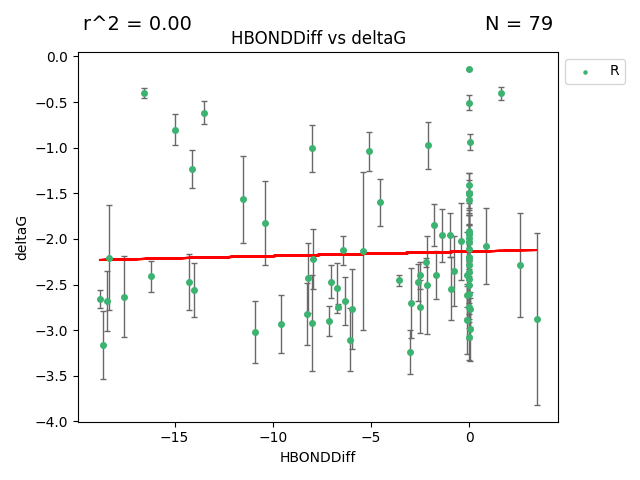 r^2 = 0.00
N = 79
HBONDDiff vs deltaG
R
0.0
−0.5
−1.0
−1.5
−2.0
−2.5
−3.0
−3.5
−4.0
deltaG
−15
−10
−5
0
HBONDDiff